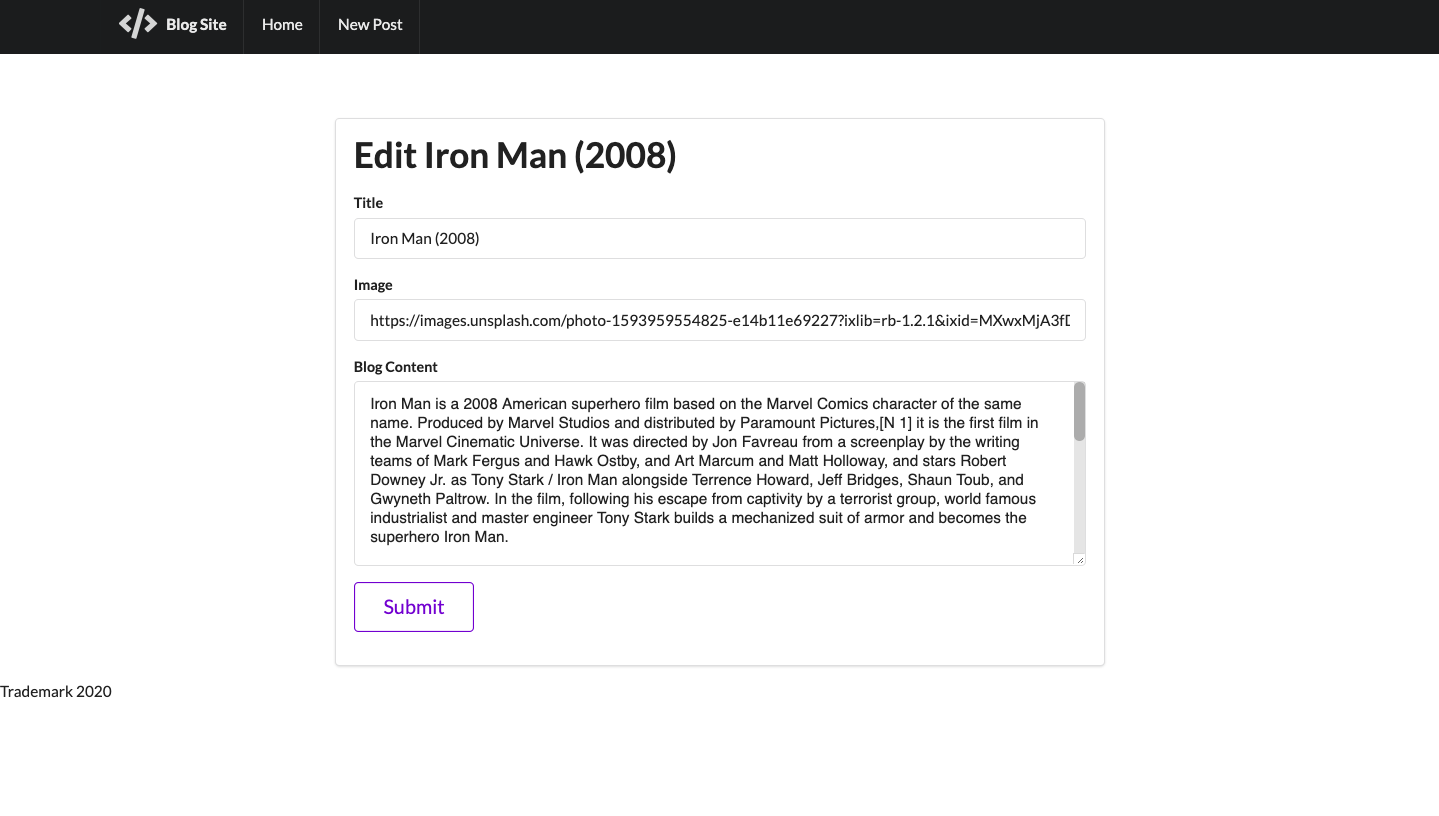 Blog Site Home New Post
Edit Iron Man (2008)
Title
Iron Man (2008)
Image
https://images.unsplash.com/photo-1593959554825-e14b11e69227?ixlib=rb-1.2.1&ixid=MXwxMjA3f
Blog Content
Iron Man is a 2008 American superhero film based on the Marvel Comics character of the same
name. Produced by Marvel Studios and distributed by Paramount Pictures,[N 1] it is the first film in
the Marvel Cinematic Universe. It was directed by Jon Favreau from a screenplay by the writing
teams of Mark Fergus and Hawk Ostby, and Art Marcum and Matt Holloway, and stars Robert
Downey Jr. as Tony Stark / Iron Man alongside Terrence Howard, Jeff Bridges, Shaun Toub, and
Gwyneth Paltrow. In the film, following his escape from captivity by a terrorist group, world famous
industrialist and master engineer Tony Stark builds a mechanized suit of armor and becomes the
superhero Iron Man.
Submit
Trademark 2020